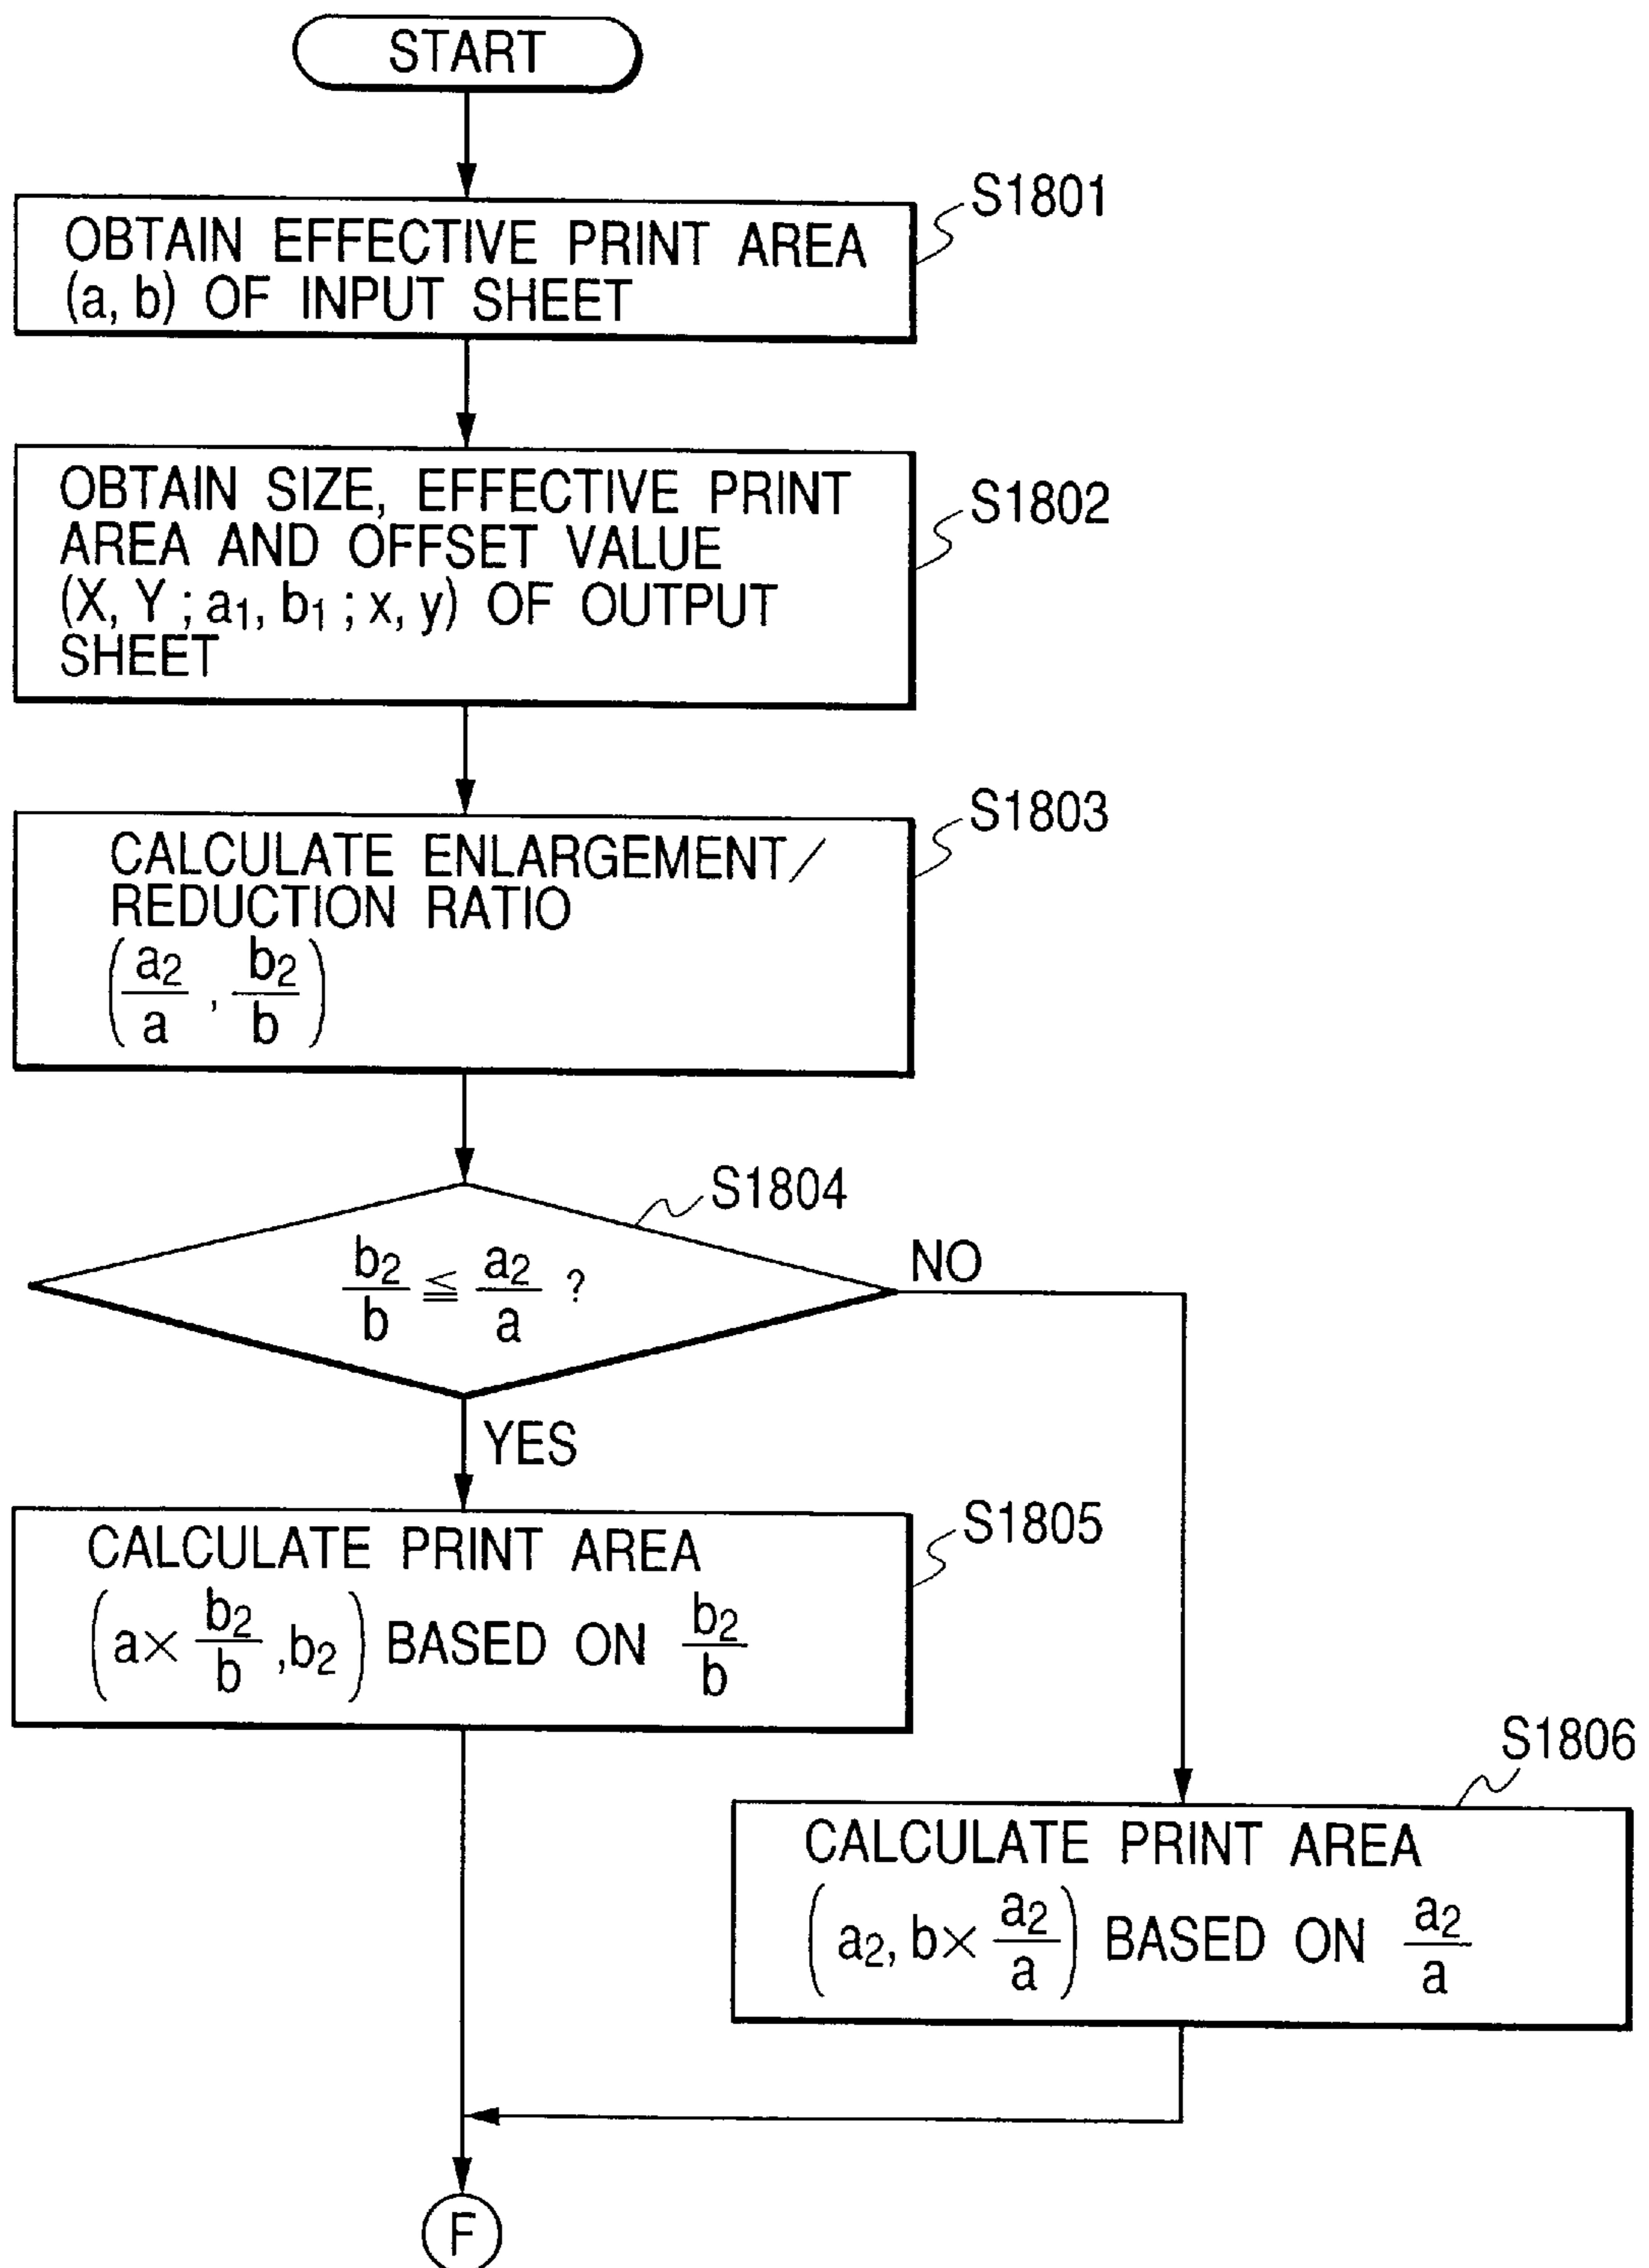 START
S1801
OBTAIN EFFECTIVE PRINT AREA
(a, b) OF INPUT SHEET
S1802
OBTAIN SIZE, EFFECTIVE PRINT
AREA AND OFFSET VALUE
(X, Y ; a₁, b₁ ; x, y) OF OUTPUT
SHEET
S1803
CALCULATE ENLARGEMENT/
REDUCTION RATIO
(a₂/a , b₂/b)
S1804
b₂/b ≦ a₂/a ?
NO
YES
S1805
CALCULATE PRINT AREA
(a× b₂/b ,b₂) BASED ON b₂/b
S1806
CALCULATE PRINT AREA
(a₂, b× a₂/a) BASED ON a₂/a
F